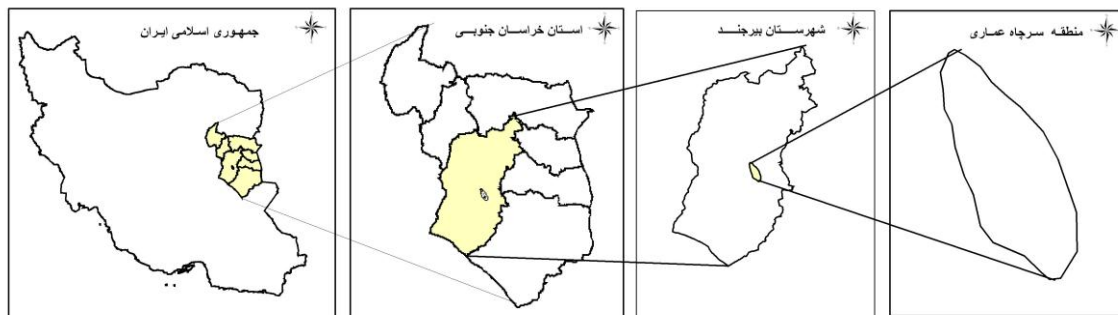 جمهوری اسلامی ایران
استان خراسان جنوبی
شهرستان بیرجند
منطقه سرچاه عماری